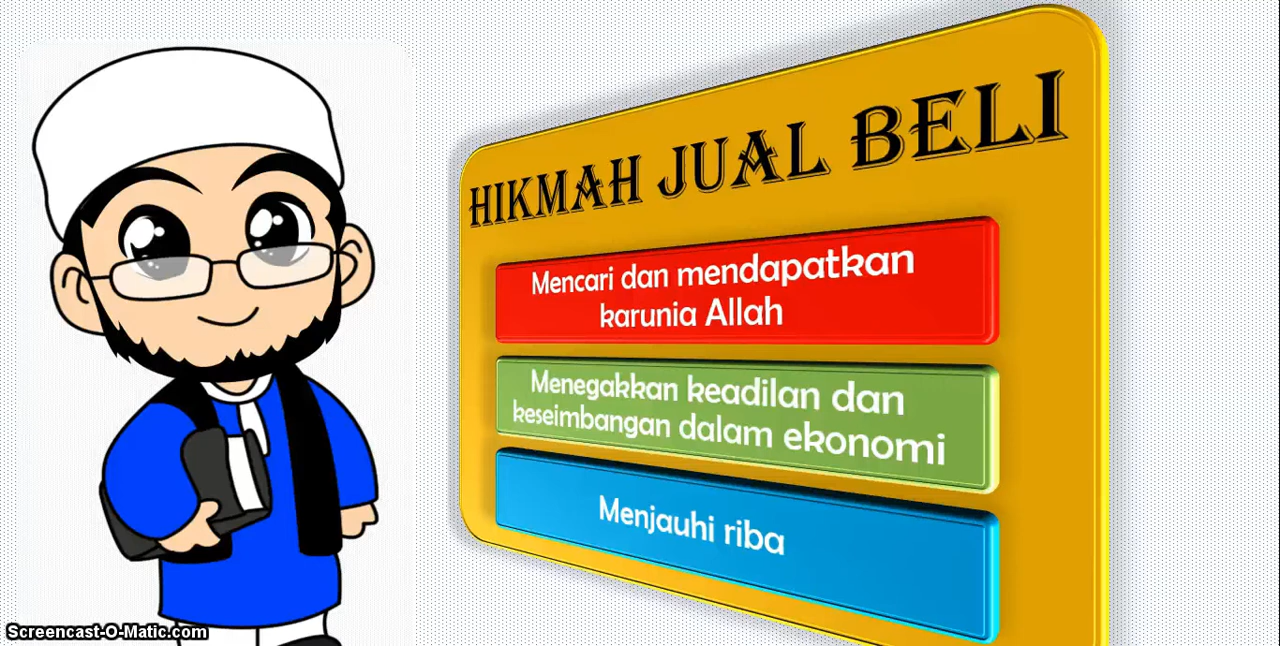 HIKMAH JUAL BELI
Mencari dan mendapatkan
karunia Allah
Menegakkan keadilan dan
keseimbangan dalam ekonomi
Menjauhi riba
Screencast-O-Matic.com